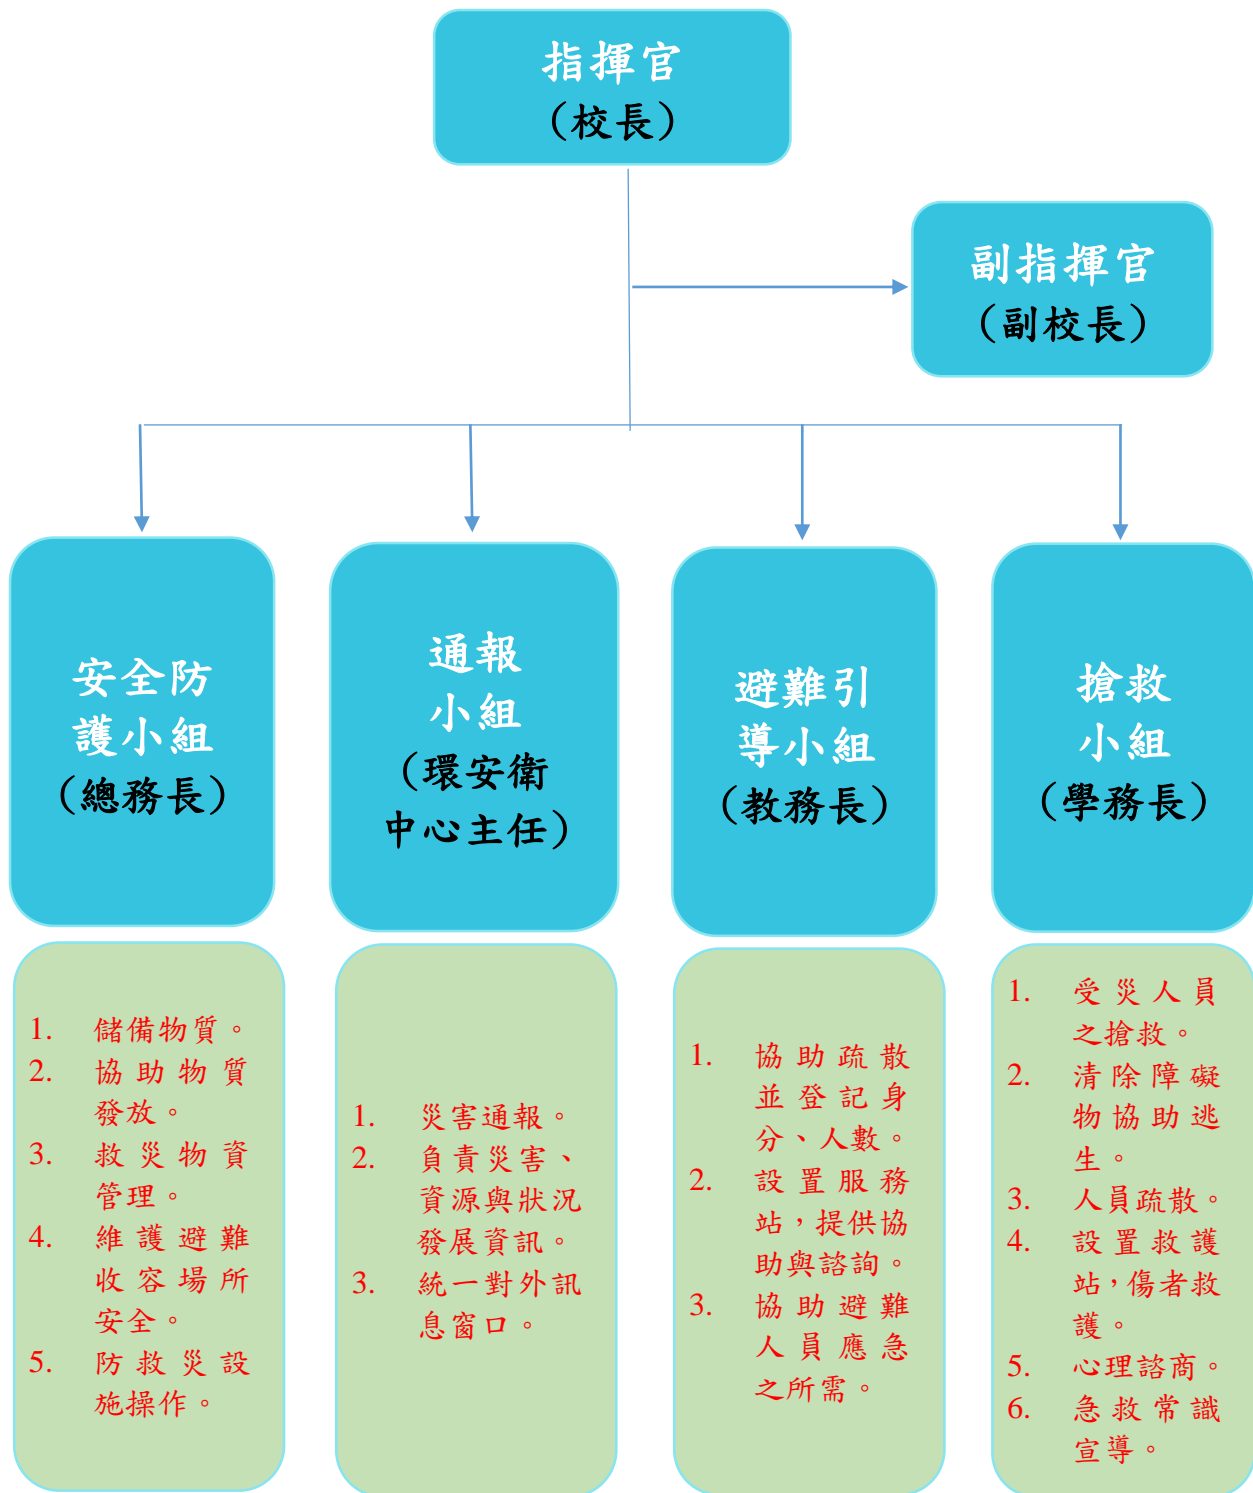 指揮官
（校長）
副指揮官
（副校長）
安全防
護小組
（總務長）
通報
小組
（環安衛
中心主任）
避難引
導小組
（教務長）
搶救
小組
（學務長）
1. 儲備物質。
2. 協助物質
發放。
3. 救災物資
管理。
4. 維護避難
收容場所
安全。
5. 防救災設
施操作。
1. 災害通報。
2. 負責災害、
資源與狀況
發展資訊。
3. 統一對外訊
息窗口。
1. 協助疏散
並登記身
分、人數。
2. 設置服務
站，提供協
助與諮詢。
3. 協助避難
人員應急
之所需。
1. 受災人員
之搶救。
2. 清除障礙
物協助逃
生。
3. 人員疏散。
4. 設置救護
站，傷者救
護。
5. 心理諮商。
6. 急救常識
宣導。